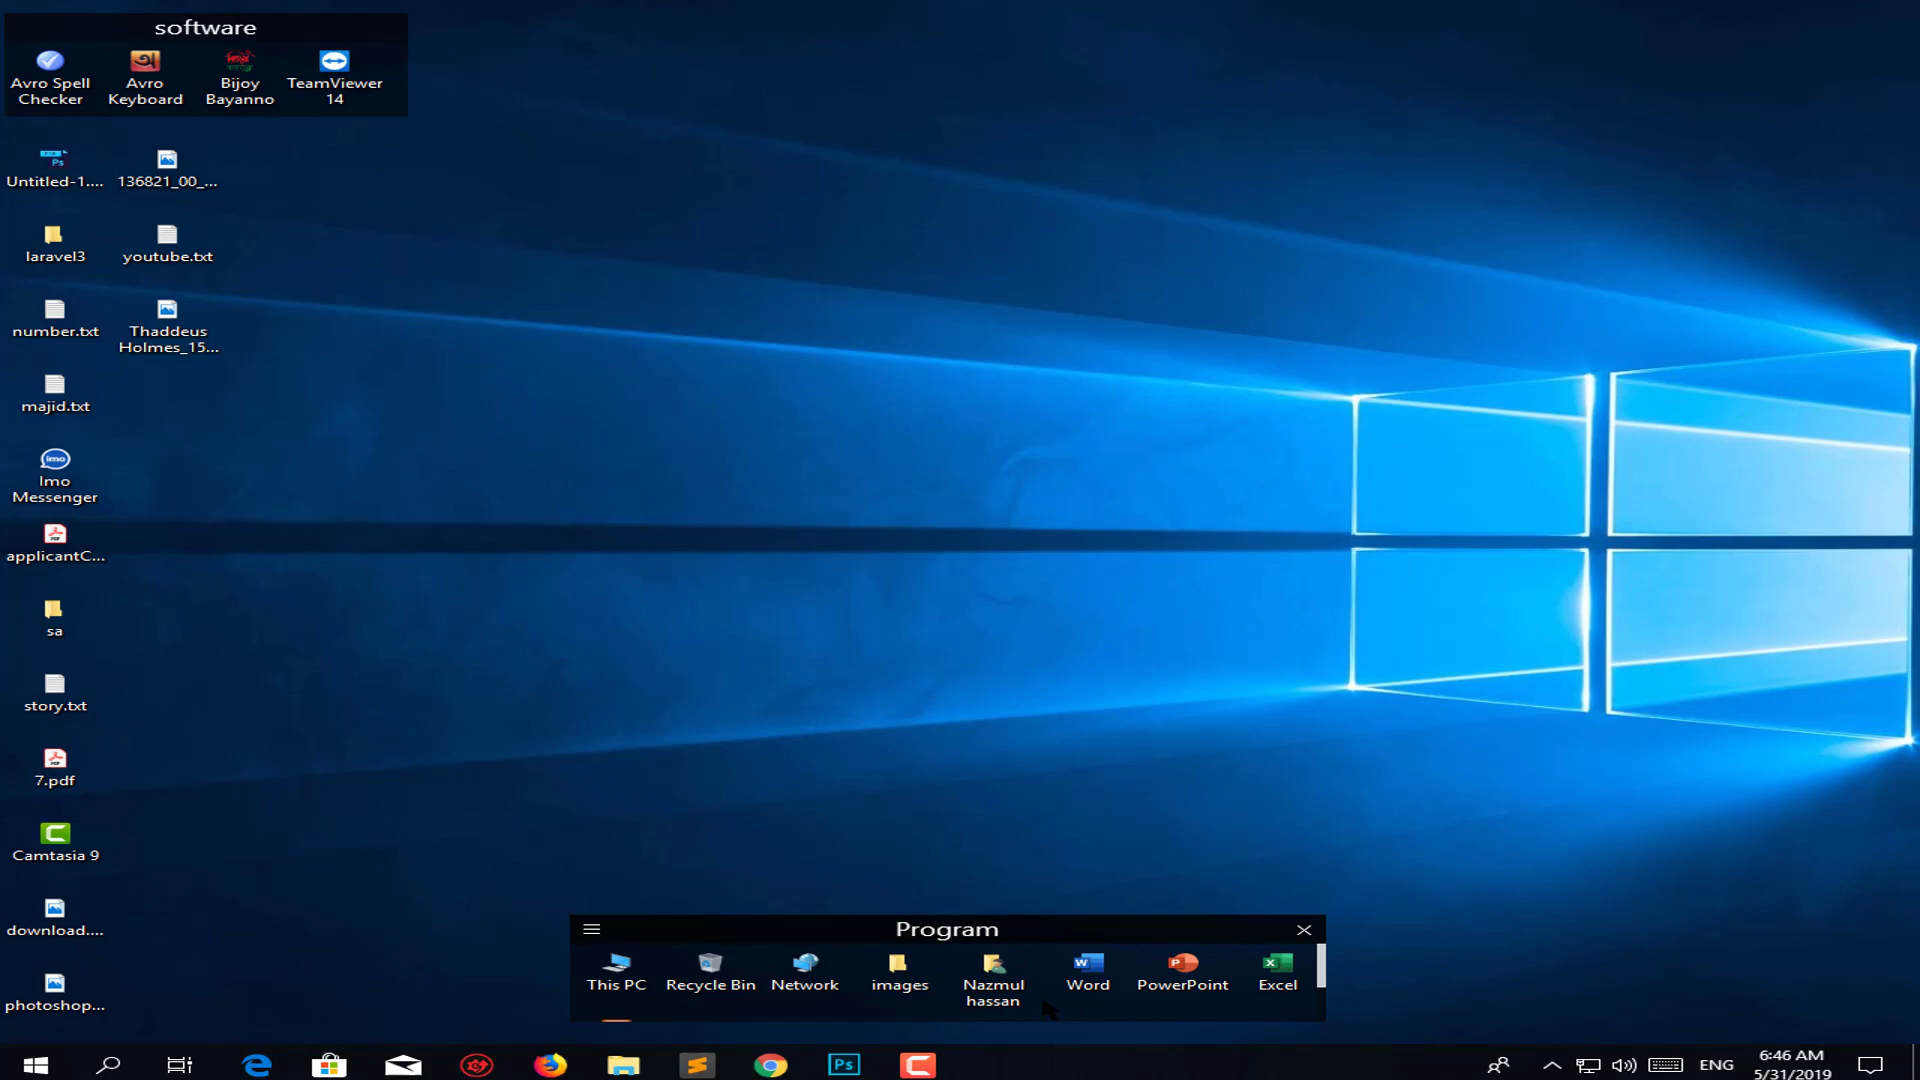 software
Avro Spell Checker
Avro Keyboard
Bijoy Bayanno
TeamViewer 14
Untitled-1....
136821_00_...
laravel3
youtube.txt
number.txt
Thaddeus Holmes_15...
majid.txt
imo
Imo Messenger
applicantC...
sa
story.txt
7.pdf
Camtasia 9
download....
photoshop...
Program
This PC
Recycle Bin
Network
images
Nazmul hassan
Word
PowerPoint
Excel
Ps
ENG
6:46 AM
5/31/2019